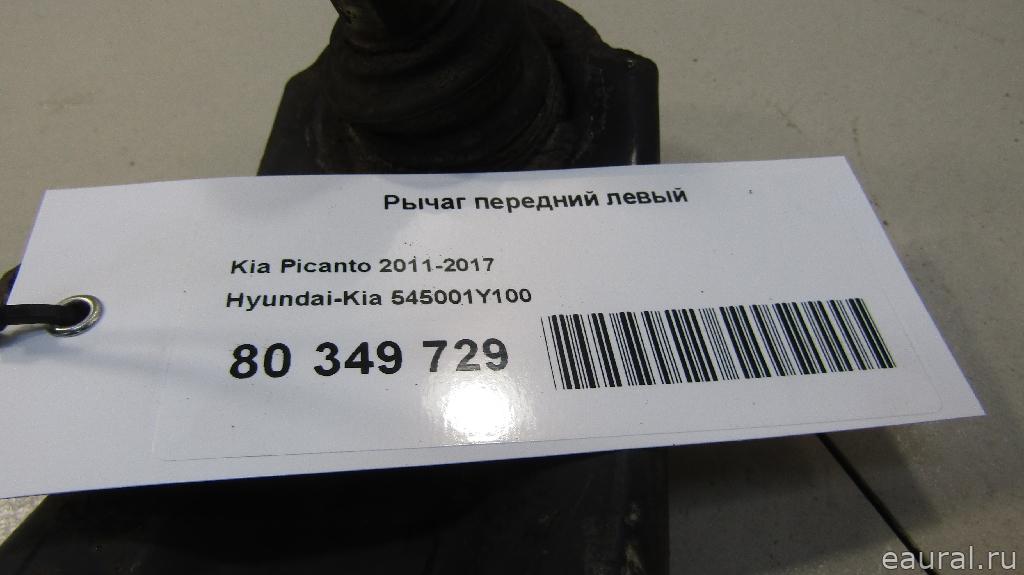 Рычаг передний левый
Kia Picanto 2011-2017
Hyundai-Kia 545001Y100
80 349 729
eaural.ru